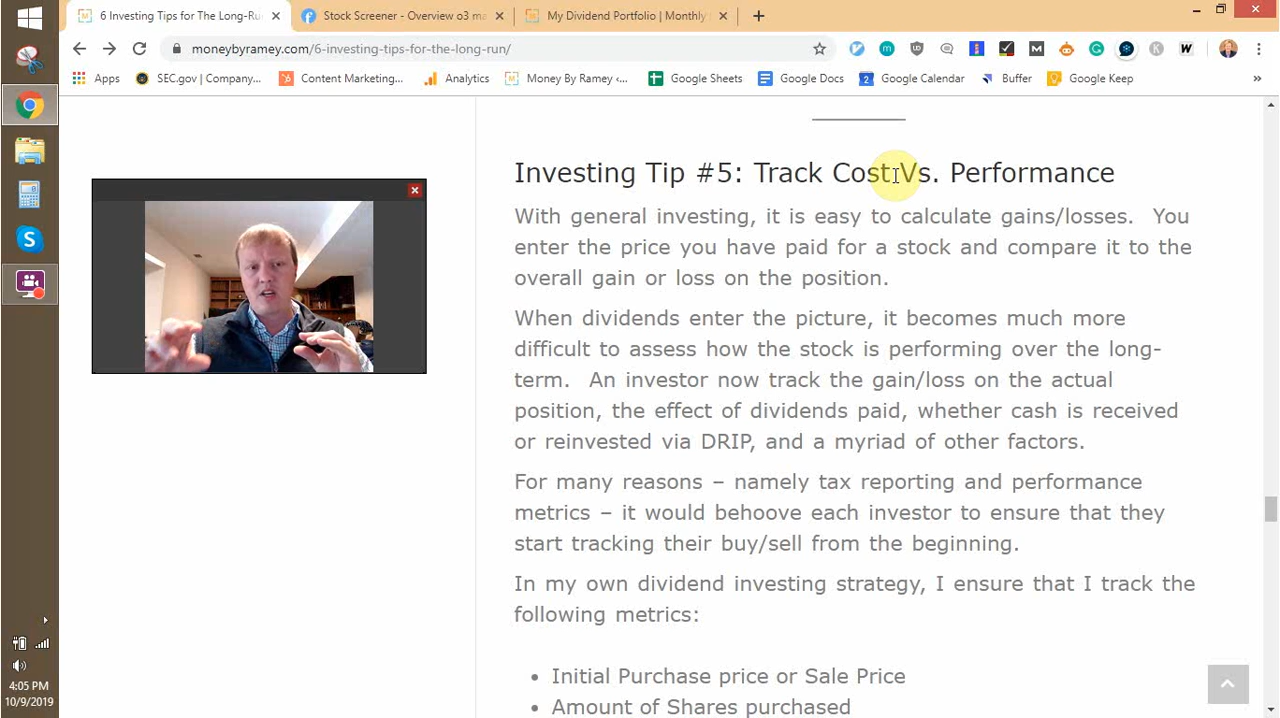 6 Investing Tips for The Long-Ru
Stock Screener - Overview o3 ma
My Dividend Portfolio | Monthly
moneybyramey.com/6-investing-tips-for-the-long-run/
Apps
SEC.gov | Company...
Content Marketing...
Analytics
Money By Ramey <...
Google Sheets
Google Docs
Google Calendar
Buffer
Google Keep
Investing Tip #5: Track Cost Vs. Performance
With general investing, it is easy to calculate gains/losses. You
enter the price you have paid for a stock and compare it to the
overall gain or loss on the position.
When dividends enter the picture, it becomes much more
difficult to assess how the stock is performing over the long-
term. An investor now track the gain/loss on the actual
position, the effect of dividends paid, whether cash is received
or reinvested via DRIP, and a myriad of other factors.
For many reasons – namely tax reporting and performance
metrics – it would behoove each investor to ensure that they
start tracking their buy/sell from the beginning.
In my own dividend investing strategy, I ensure that I track the
following metrics:
• Initial Purchase price or Sale Price
• Amount of Shares purchased
4:05 PM
10/9/2019